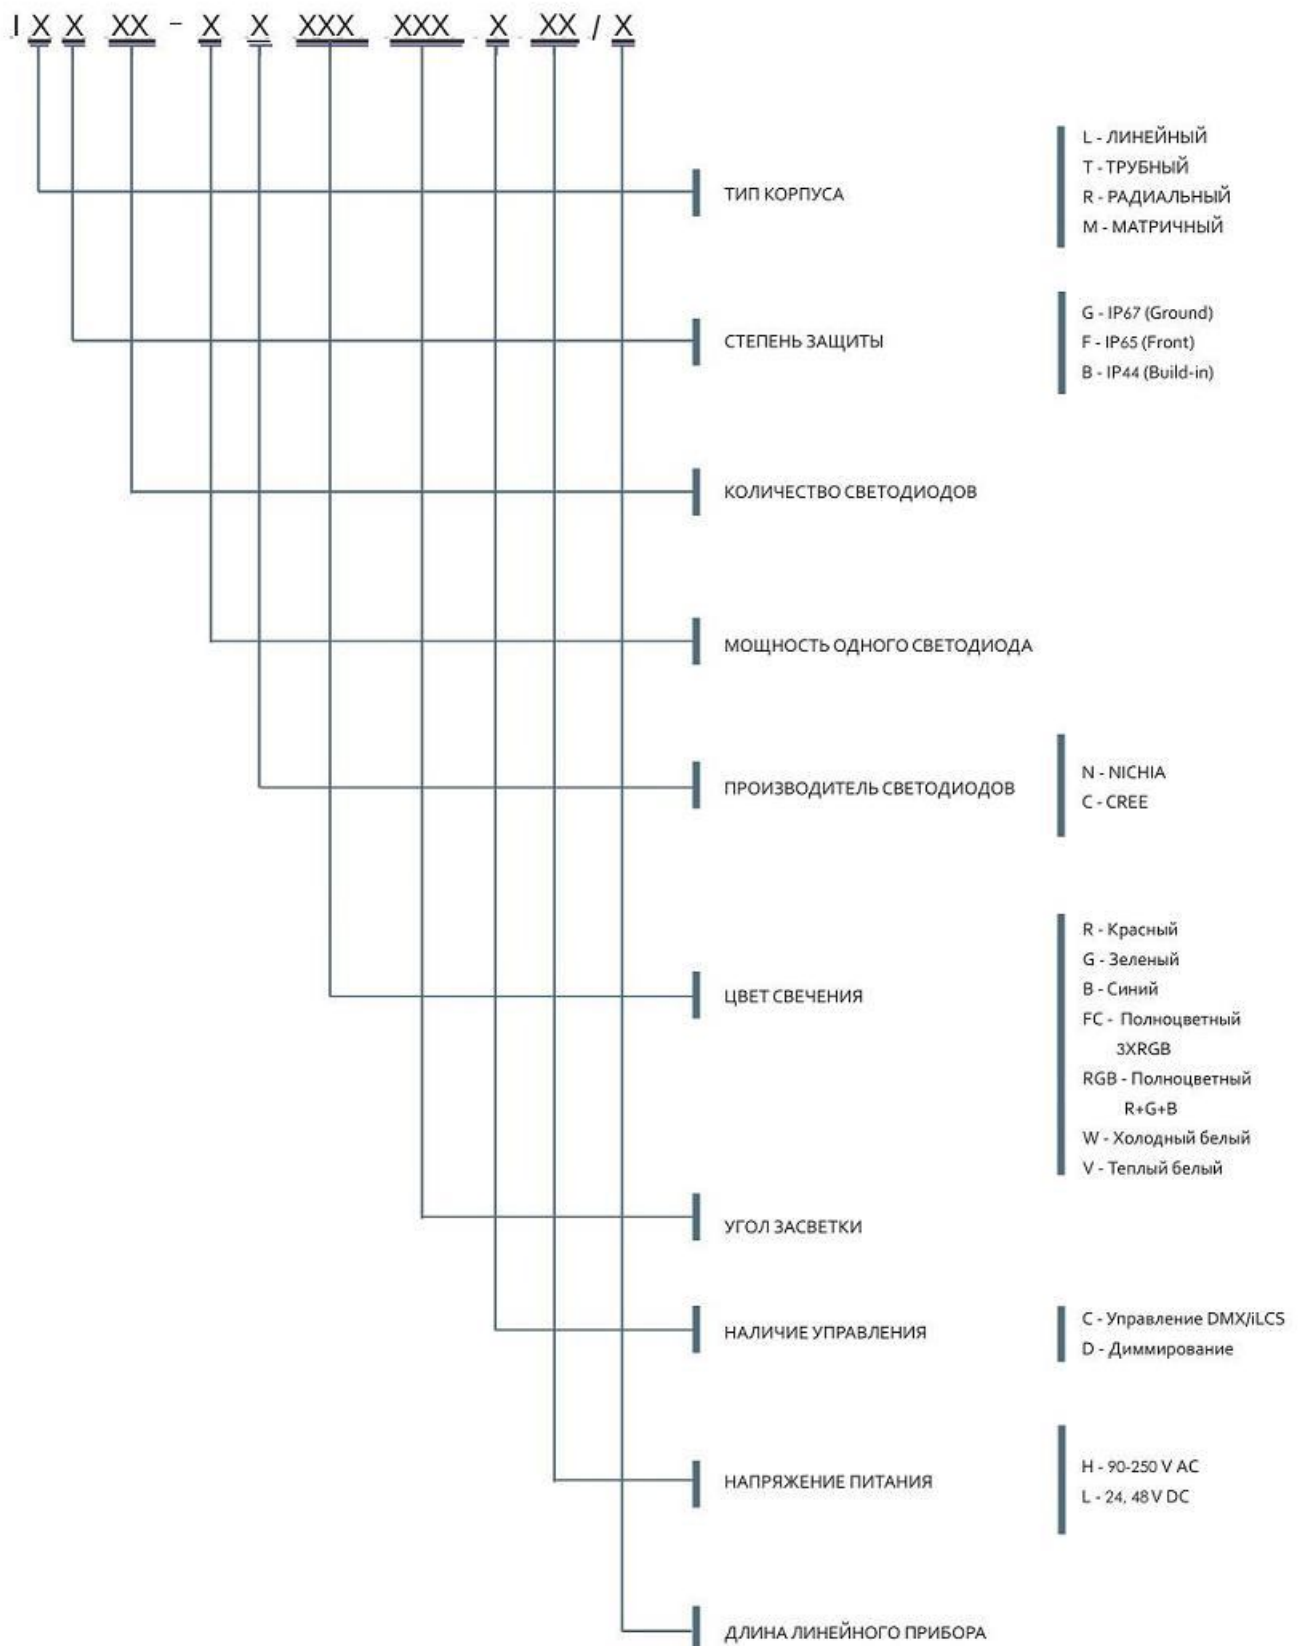 I X X XX - X X XXX XXX X XX / X
L - ЛИНЕЙНЫЙ
T - ТРУБНЫЙ
R - РАДИАЛЬНЫЙ
M - МАТРИЧНЫЙ
ТИП КОРПУСА
G - IP67 (Ground)
F - IP65 (Front)
B - IP44 (Build-in)
СТЕПЕНЬ ЗАЩИТЫ
КОЛИЧЕСТВО СВЕТОДИОДОВ
МОЩНОСТЬ ОДНОГО СВЕТОДИОДА
ПРОИЗВОДИТЕЛЬ СВЕТОДИОДОВ
N - NICHIA
C - CREE
ЦВЕТ СВЕЧЕНИЯ
R - Красный
G - Зеленый
B - Синий
FC - Полноцветный
3XRGB
RGB - Полноцветный
R+G+B
W - Холодный белый
V - Теплый белый
УГОЛ ЗАСВЕТКИ
НАЛИЧИЕ УПРАВЛЕНИЯ
C - Управление DMX/iLCS
D - Диммирование
НАПРЯЖЕНИЕ ПИТАНИЯ
H - 90-250 V AC
L - 24, 48 V DC
ДЛИНА ЛИНЕЙНОГО ПРИБОРА